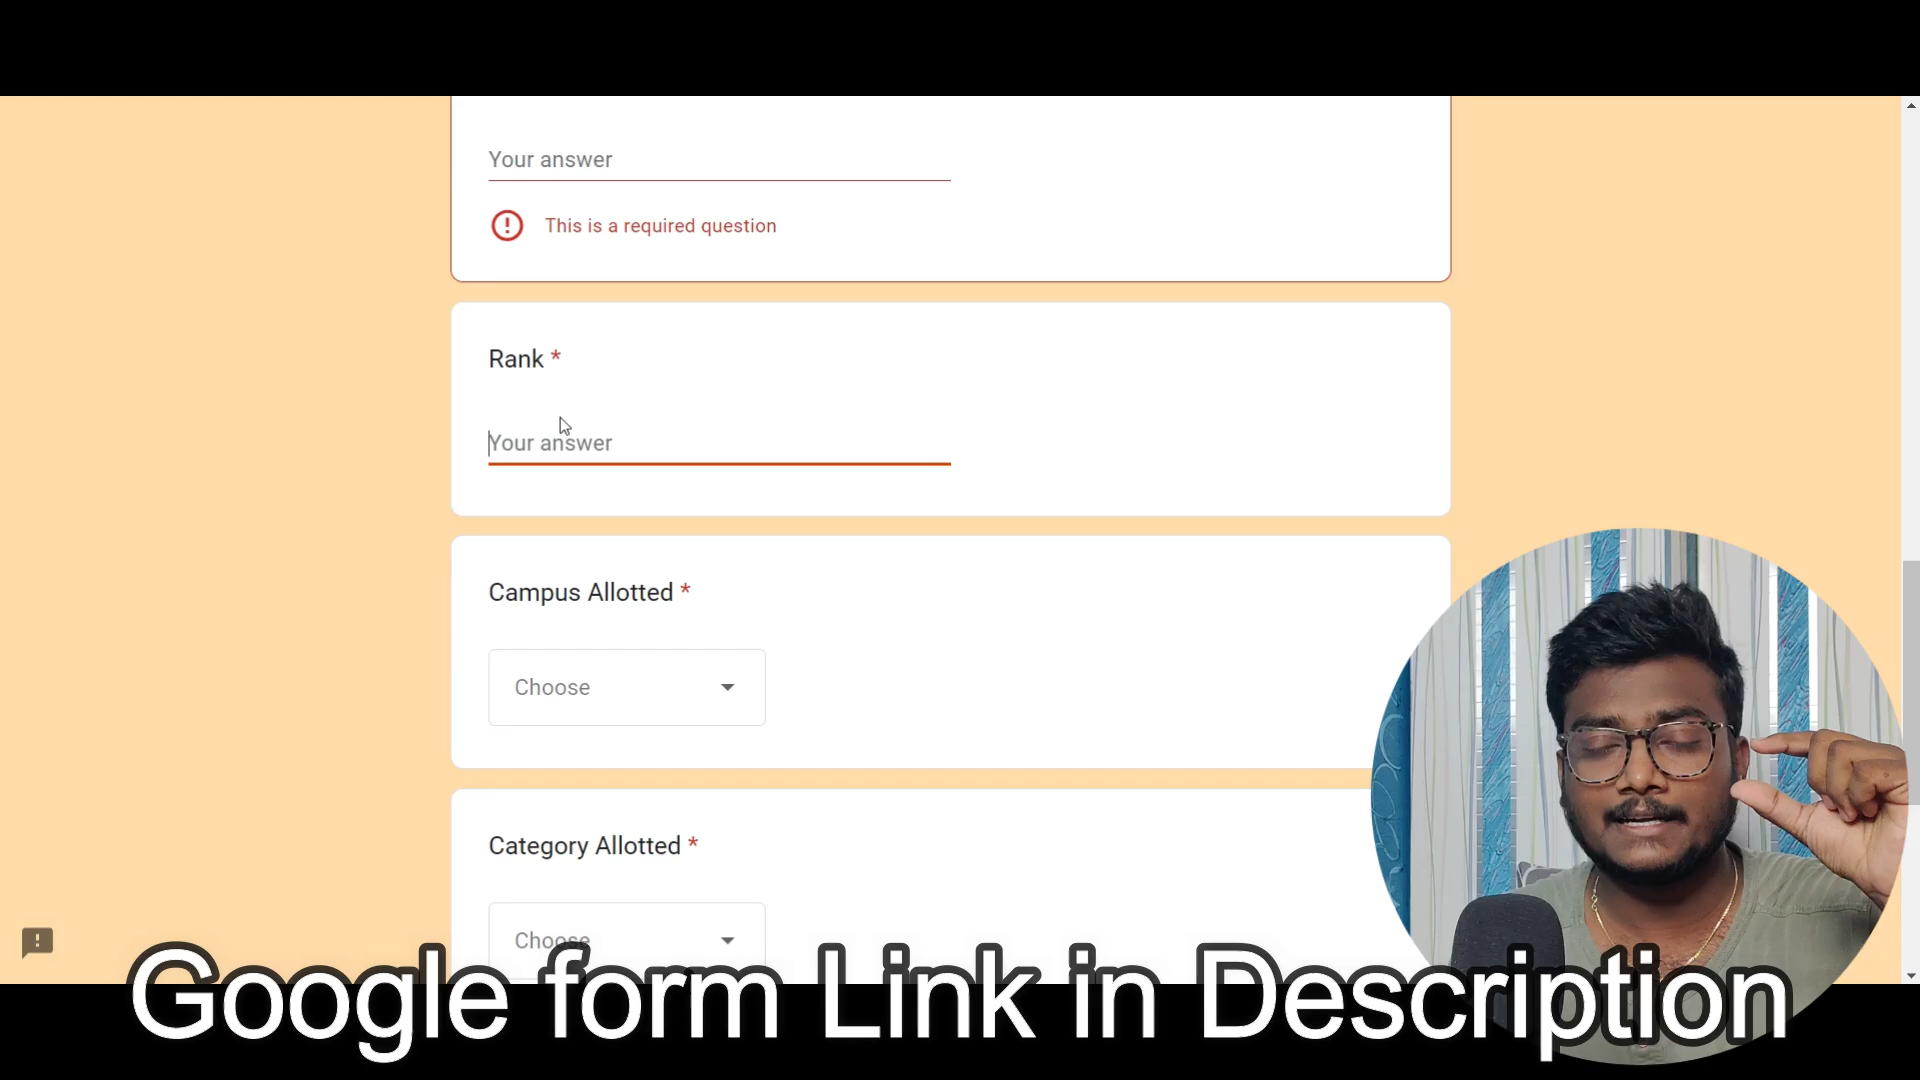 Your answer
This is a required question
Rank *
Your answer
Campus Allotted *
Choose
Category Allotted *
Choose
Google form Link in Description